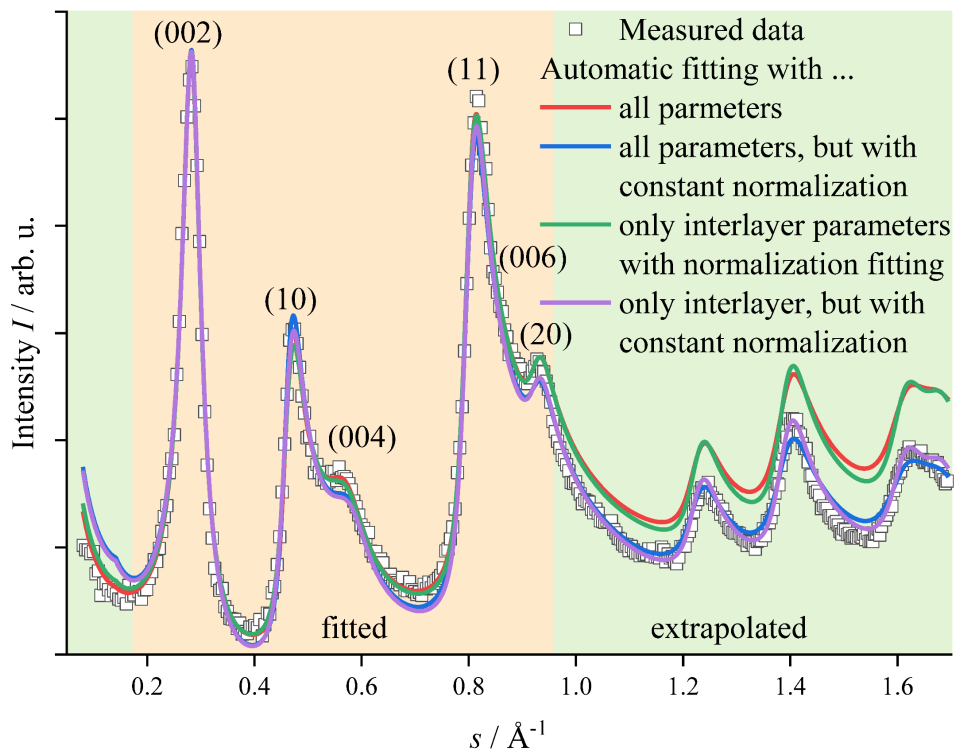 (002)
(10)
(004)
(11)
(006)
(20)
Measured data
Automatic fitting with ...
all parmeters
all parameters, but with
constant normalization
only interlayer parameters
with normalization fitting
only interlayer, but with
constant normalization
fitted
extrapolated
Intensity I / arb. u.
0.2 0.4 0.6 0.8 1.0 1.2 1.4 1.6
s / Å-1